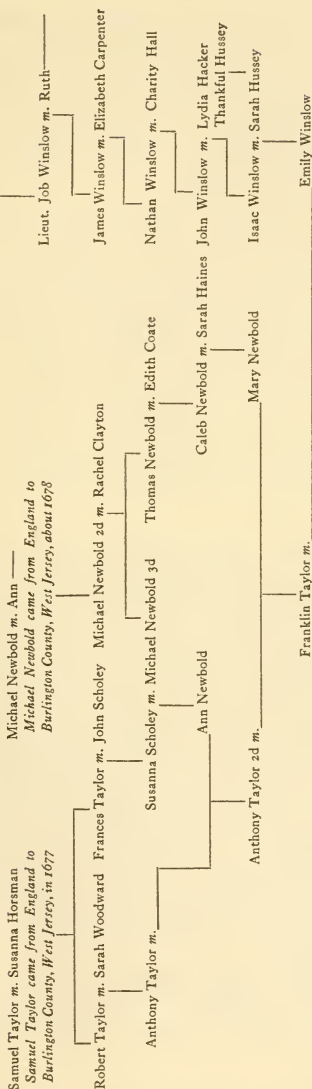 Samuel Taylor m. Susanna Horsman
Samuel Taylor came from England to
Burlington County, West Jersey, in 1677
Michael Newbold m. Ann
Michael Newbold came from England to
Burlington County, West Jersey, about 1678
Lieut. Job Winslow m. Ruth
Robert Taylor m. Sarah Woodward
Frances Taylor m. John Scholey
Michael Newbold 2d m. Rachel Clayton
James Winslow m. Elizabeth Carpenter
Anthony Taylor m.
Susanna Scholey m. Michael Newbold 3d
Thomas Newbold m. Edith Coate
Nathan Winslow m. Charity Hall
Ann Newbold
Caleb Newbold m. Sarah Haines
John Winslow m. Lydia Hacker
Thankful Hussey
Anthony Taylor 2d m.
Mary Newbold
Isaac Winslow m. Sarah Hussey
Franklin Taylor m.
Emily Winslow